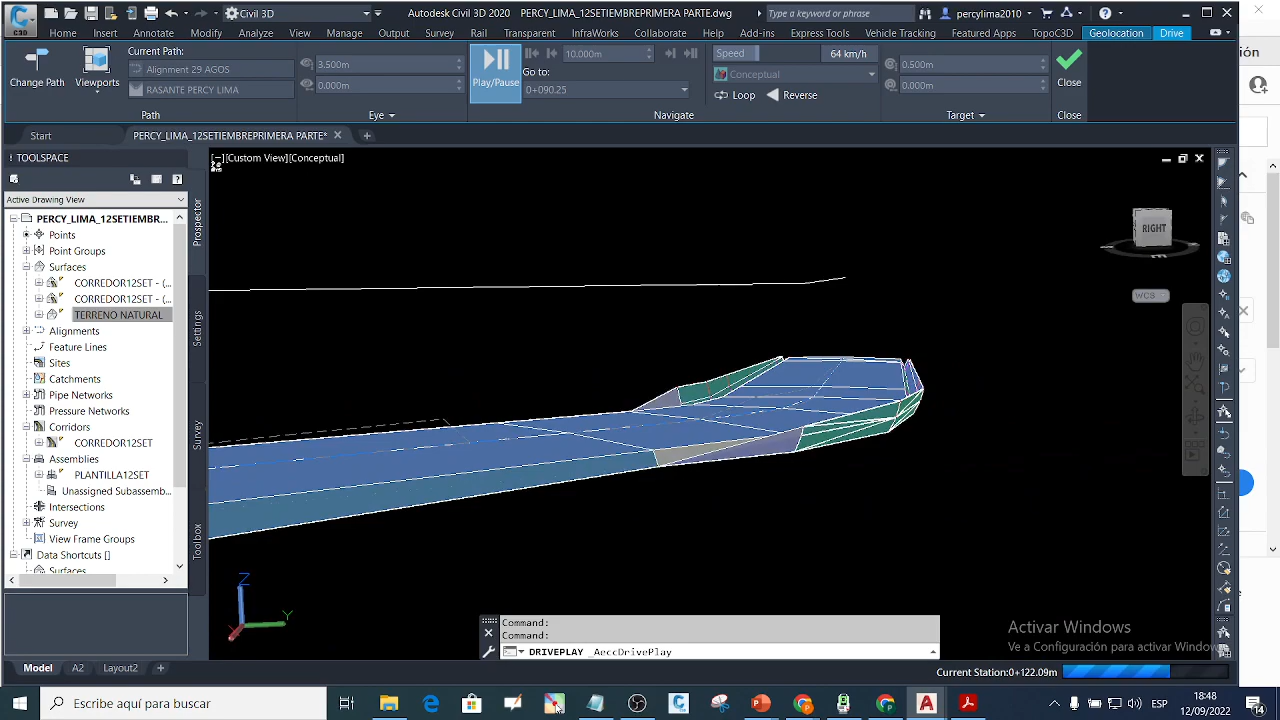 C3D
Civil 3D
Autodesk Civil 3D 2020 PERCY_LIMA_12SETIEMBREPRIMERA PARTE.dwg
Type a keyword or phrase
percylima2010
Home Insert Annotate Modify Analyze View Manage Output Survey Rail Transparent InfraWorks Collaborate Help Add-ins Express Tools Vehicle Tracking Featured Apps TopoC3D Geolocation Drive
Change Path
Viewports
Current Path:
Alignment 29 AGOS
RASANTE PERCY LIMA
Path
3.500m
0.000m
Eye
Play/Pause
10.000m
Go to:
0+090.25
Speed 64 km/h
Conceptual
Loop Reverse
Navigate
0.500m
0.000m
Target
Close
Close
Start PERCY_LIMA_12SETIEMBREPRIMERA PARTE*
TOOLSPACE
Active Drawing View
PERCY_LIMA_12SETIEMBR...
Points
Point Groups
Surfaces
CORREDOR12SET - (...
CORREDOR12SET - (...
TERRENO NATURAL
Alignments
Feature Lines
Sites
Catchments
Pipe Networks
Pressure Networks
Corridors
CORREDOR12SET
Assemblies
PLANTILLA12SET
Unassigned Subassemb...
Intersections
Survey
View Frame Groups
Data Shortcuts []
Surfaces
Prospector
Settings
Survey
Toolbox
[−][Custom View][Conceptual]
RIGHT
WCS
Z
Y
Command:
Command:
DRIVEPLAY _AeccDrivePlay
Activar Windows
Ve a Configuración para activar Window
Model A2 Layout2
Current Station:0+122.09m
Escribe aquí para buscar
ESP
18:48
12/09/2022
ión